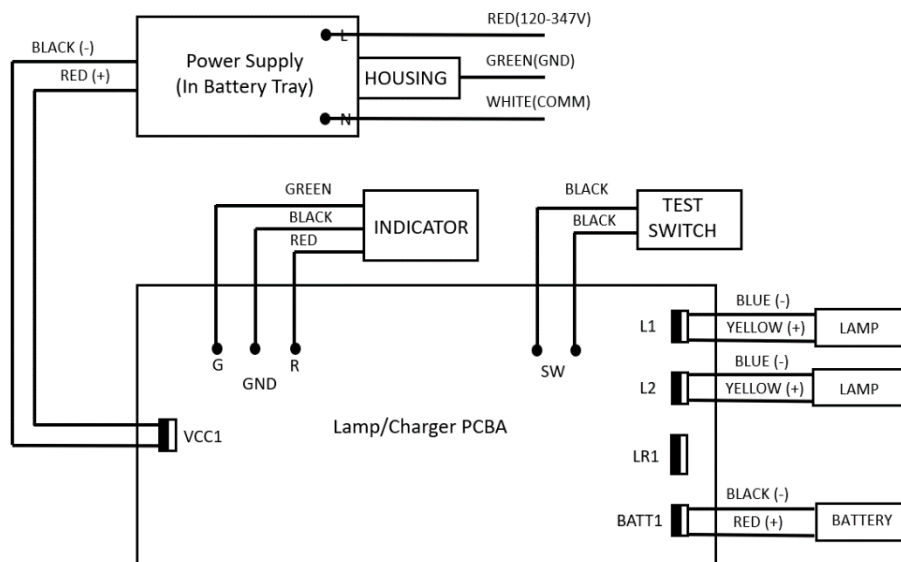 RED(120-347V)
BLACK (-)
L
Power Supply
(In Battery Tray)
RED (+)
HOUSING
GREEN(GND)
WHITE(COMM)
N
GREEN
BLACK
RED
INDICATOR
BLACK
BLACK
TEST
SWITCH
G
GND
R
SW
L1
BLUE (-)
YELLOW (+)
LAMP
L2
BLUE (-)
YELLOW (+)
LAMP
VCC1
Lamp/Charger PCBA
LR1
BATT1
BLACK (-)
RED (+)
BATTERY